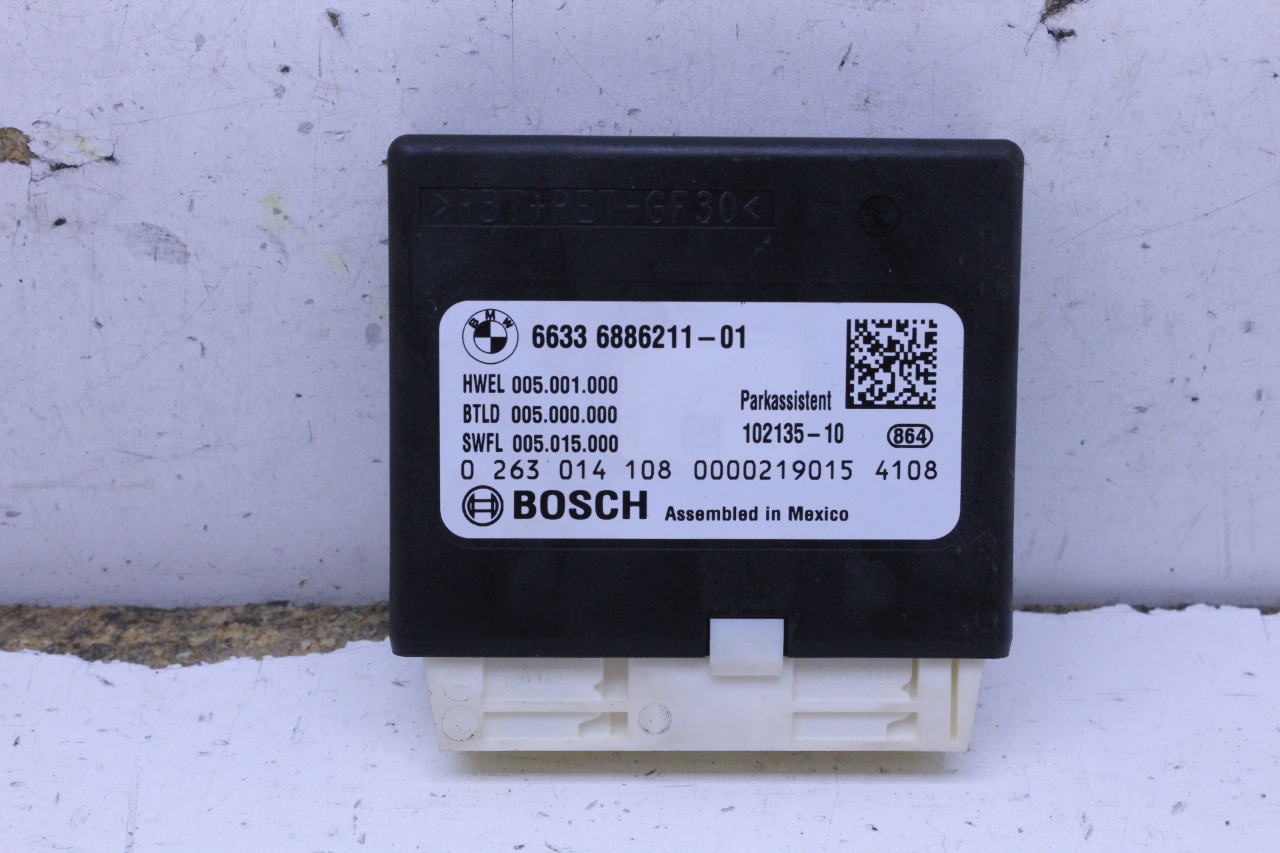 >PBT+PET-GF30<
BMW
6633 6886211-01
HWEL 005.001.000
BTLD 005.000.000
Parkassistent
SWFL 005.015.000
102135-10
864
0 263 014 108 0000219015 4108
BOSCH Assembled in Mexico